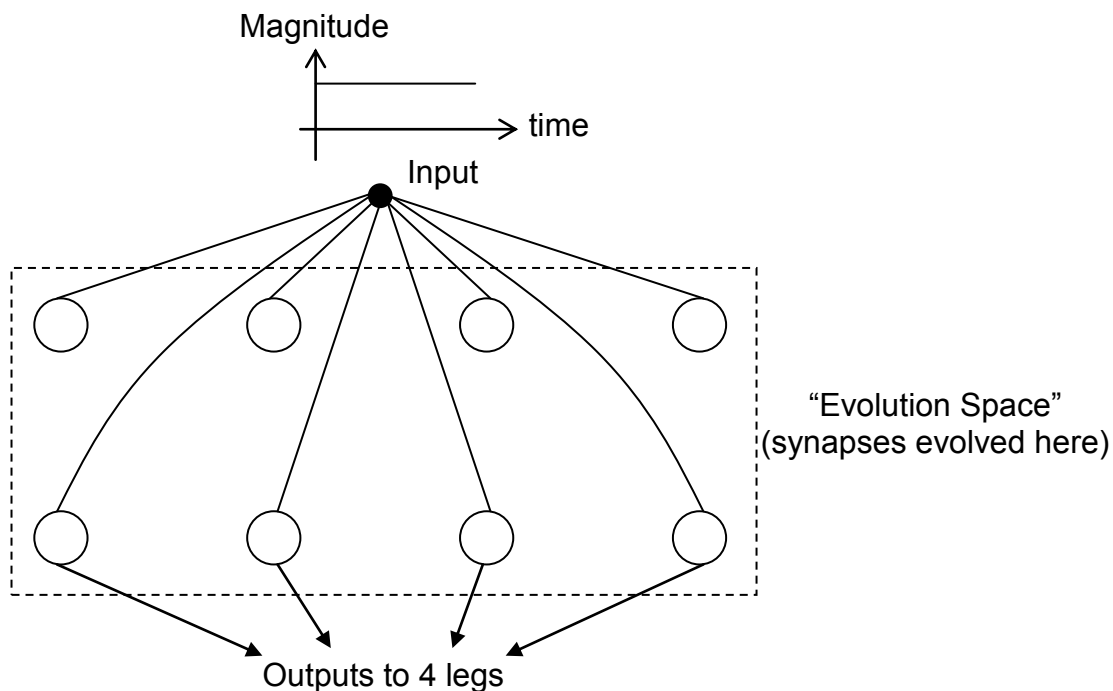 Magnitude
time
Input
“Evolution Space”
(synapses evolved here)
Outputs to 4 legs